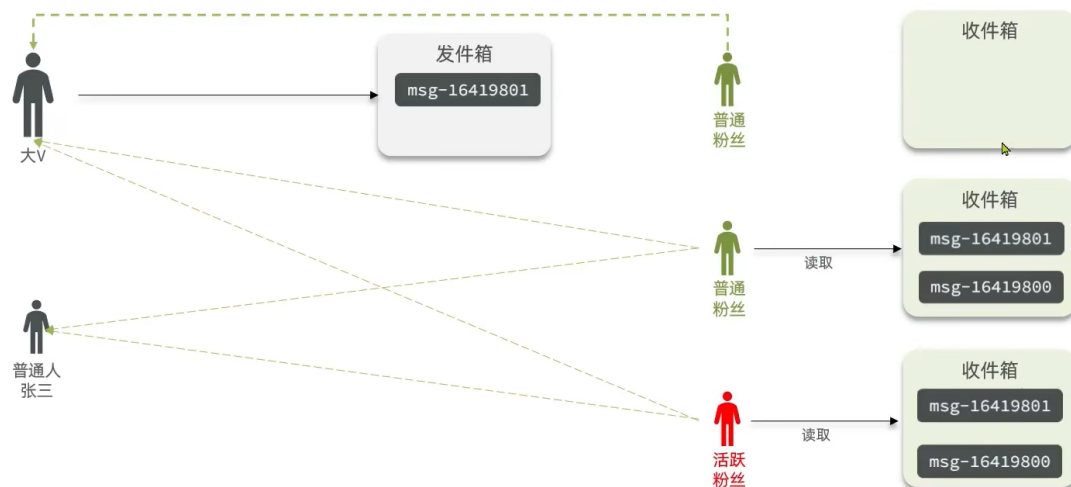 发件箱
msg-16419801
大V
普通
粉丝
收件箱
普通
粉丝
读取
收件箱
msg-16419801
msg-16419800
普通人
张三
活跃
粉丝
读取
收件箱
msg-16419801
msg-16419800